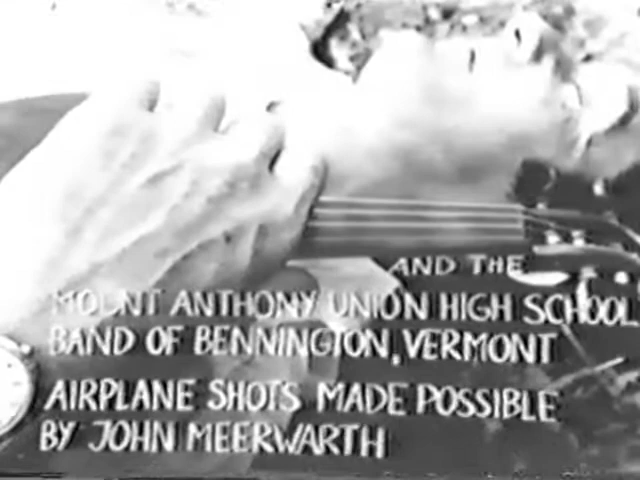 AND THE
MOUNT ANTHONY UNION HIGH SCHOOL
BAND OF BENNINGTON, VERMONT
AIRPLANE SHOTS MADE POSSIBLE
BY JOHN MEERWARTH